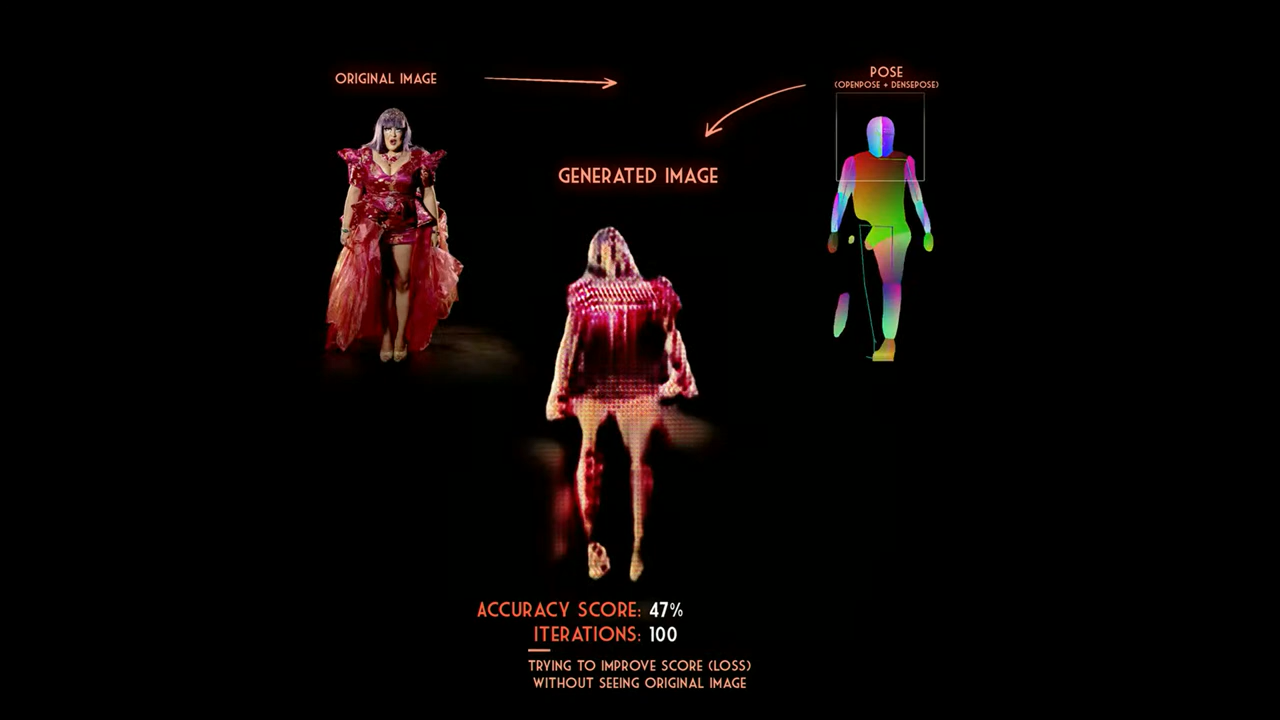 ORIGINAL IMAGE
POSE
(OPENPOSE + DENSEPOSE)
GENERATED IMAGE
ACCURACY SCORE: 47%
ITERATIONS: 100
TRYING TO IMPROVE SCORE (LOSS)
WITHOUT SEEING ORIGINAL IMAGE